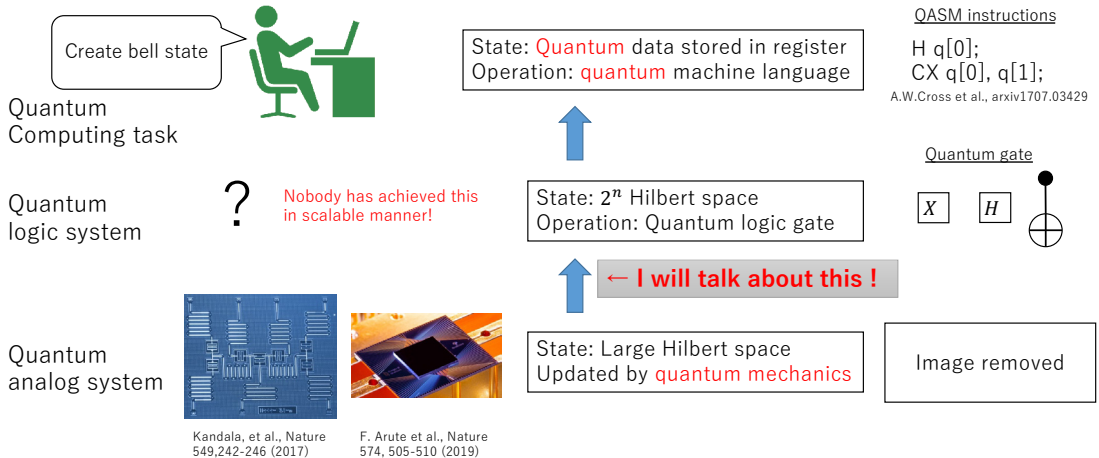 Create bell state
Quantum
Computing task
State: Quantum data stored in register
Operation: quantum machine language
QASM instructions
H q[0];
CX q[0], q[1];
A.W.Cross et al., arxiv1707.03429
Quantum
logic system
?
Nobody has achieved this
in scalable manner!
State: 2ⁿ Hilbert space
Operation: Quantum logic gate
Quantum gate
X
H
← I will talk about this !
Quantum
analog system
State: Large Hilbert space
Updated by quantum mechanics
Image removed
Kandala, et al., Nature
549,242-246 (2017)
F. Arute et al., Nature
574, 505-510 (2019)